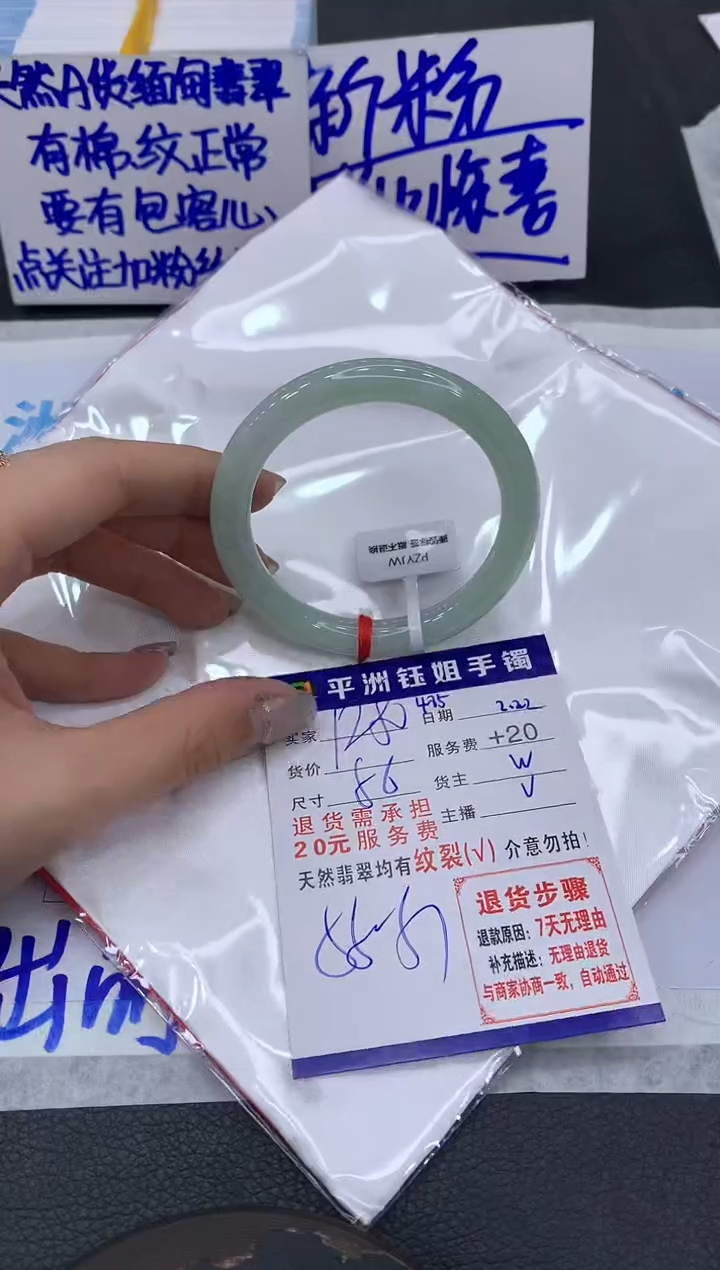 天然A货缅甸翡翠
有棉、纹正常
要有包容心
点关注加粉丝
新粉
PZYJW
平洲钰姐手镯
买家
475
日期 2.22
货价 1280
服务费 +20
尺寸 56
货主 W
主播 V
退货需承担
20元服务费
天然翡翠均有纹裂(√) 介意勿拍!
退货步骤
退款原因: 7天无理由
补充描述: 无理由退货
与商家协商一致, 自动通过